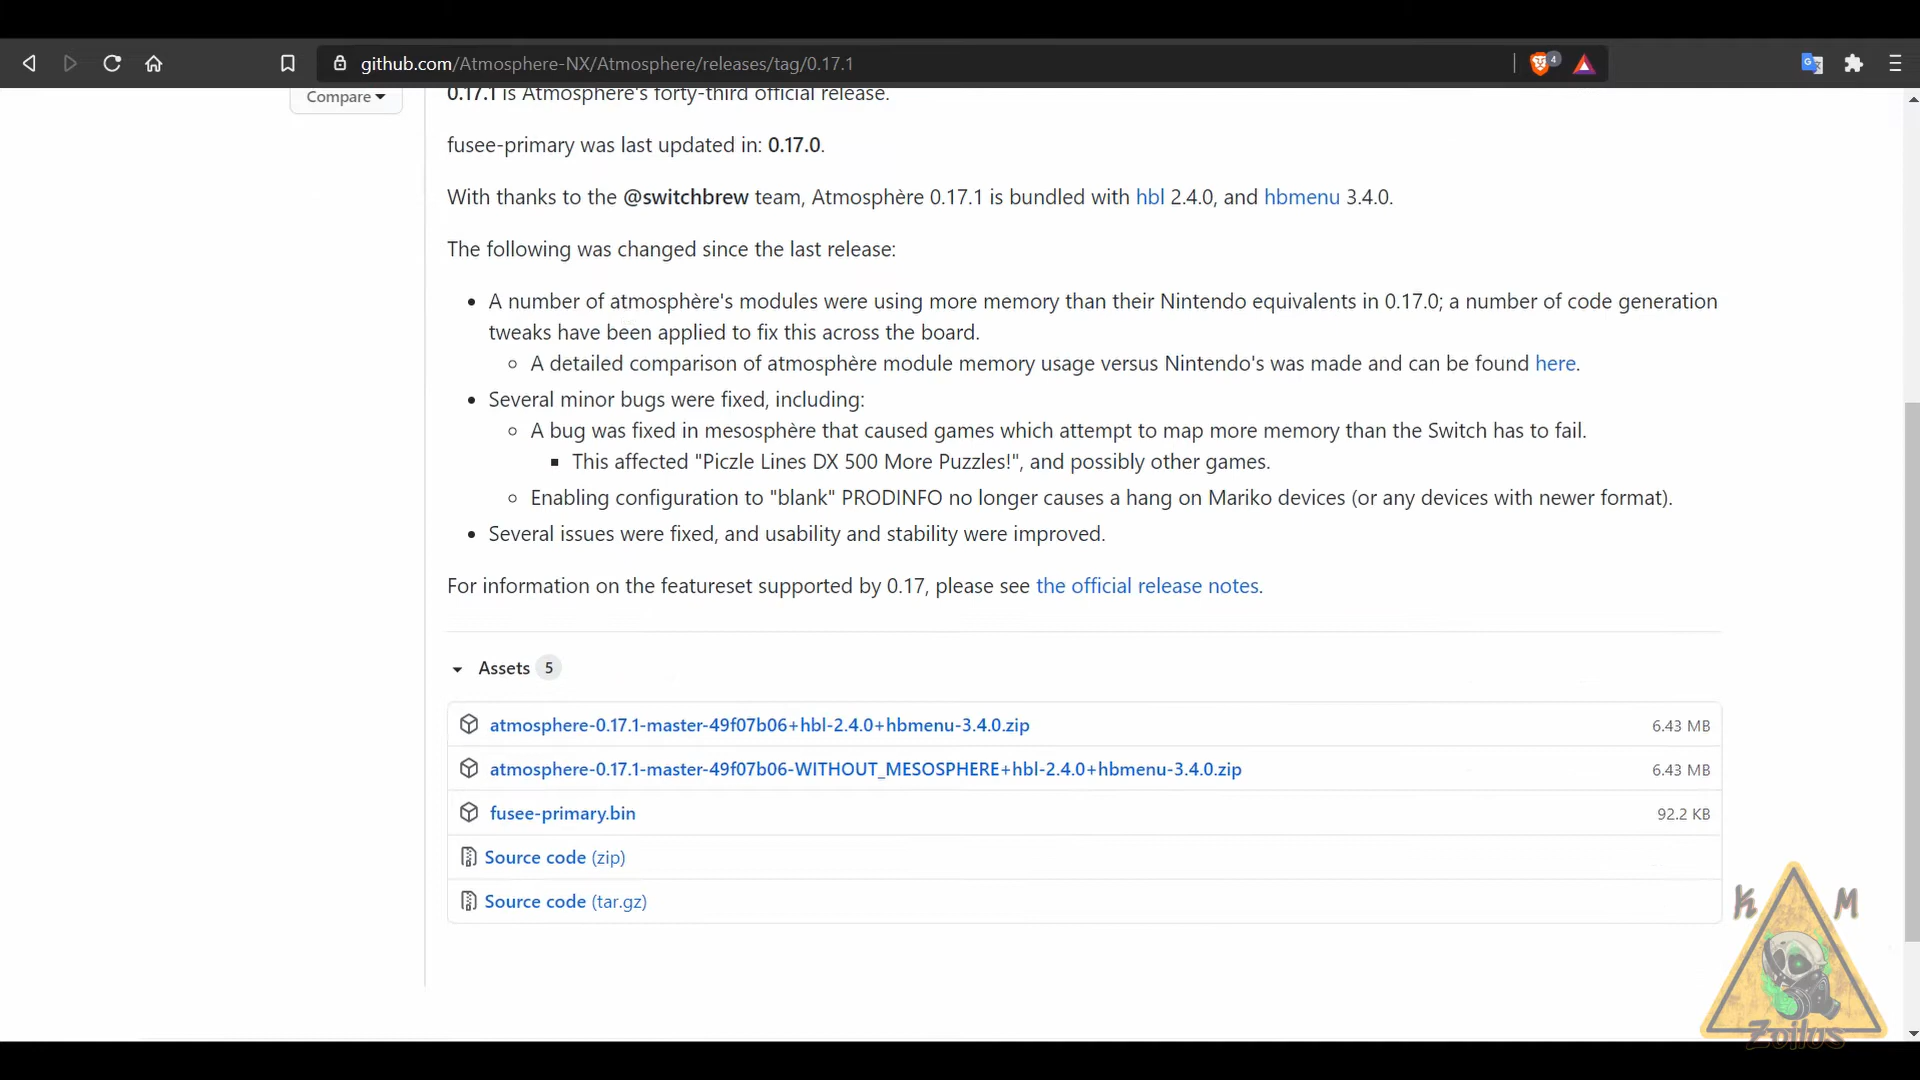 github.com/Atmosphere-NX/Atmosphere/releases/tag/0.17.1
4
Compare
0.17.1 is Atmosphère's forty-third official release.
fusee-primary was last updated in: 0.17.0.
With thanks to the @switchbrew team, Atmosphère 0.17.1 is bundled with hbl 2.4.0, and hbmenu 3.4.0.
The following was changed since the last release:
A number of atmosphère's modules were using more memory than their Nintendo equivalents in 0.17.0; a number of code generation
tweaks have been applied to fix this across the board.
A detailed comparison of atmosphère module memory usage versus Nintendo's was made and can be found here.
Several minor bugs were fixed, including:
A bug was fixed in mesosphère that caused games which attempt to map more memory than the Switch has to fail.
This affected "Piczle Lines DX 500 More Puzzles!", and possibly other games.
Enabling configuration to "blank" PRODINFO no longer causes a hang on Mariko devices (or any devices with newer format).
Several issues were fixed, and usability and stability were improved.
For information on the featureset supported by 0.17, please see the official release notes.
Assets 5
atmosphere-0.17.1-master-49f07b06+hbl-2.4.0+hbmenu-3.4.0.zip 6.43 MB
atmosphere-0.17.1-master-49f07b06-WITHOUT_MESOSPHERE+hbl-2.4.0+hbmenu-3.4.0.zip 6.43 MB
fusee-primary.bin 92.2 KB
Source code (zip)
Source code (tar.gz)
K M
Zoilus